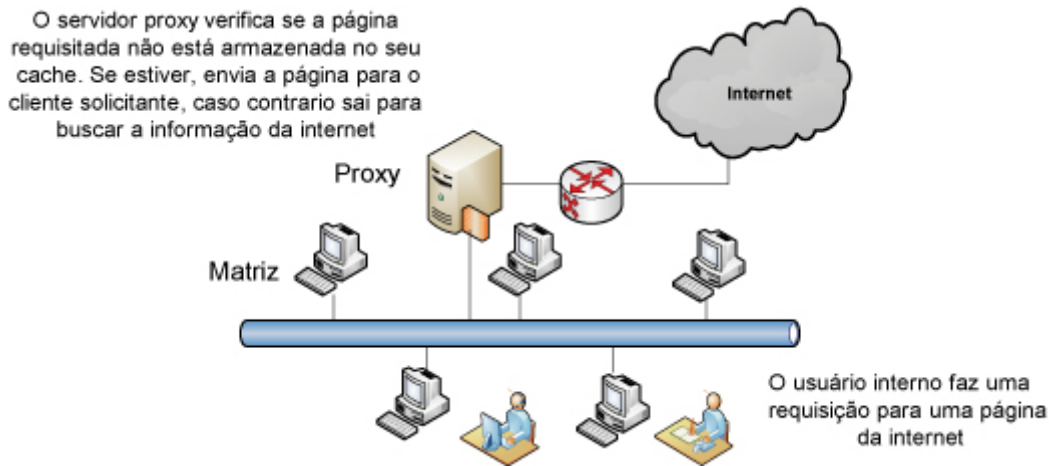 O servidor proxy verifica se a página
requisitada não está armazenada no seu
cache. Se estiver, envia a página para o
cliente solicitante, caso contrario sai para
buscar a informação da internet
Internet
Proxy
Matriz
O usuário interno faz uma
requisição para uma página
da internet